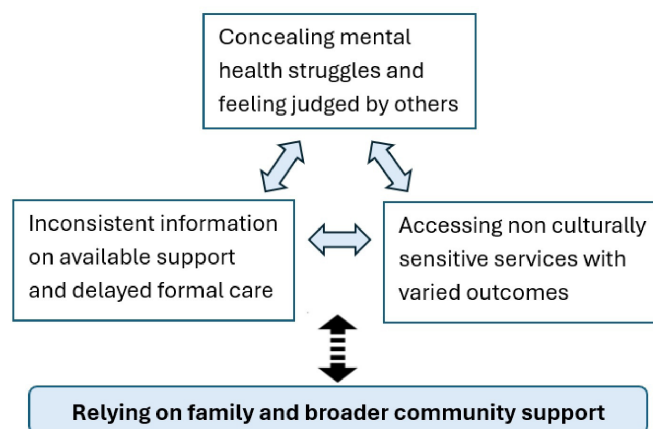 Concealing mental
health struggles and
feeling judged by others
Inconsistent information
on available support
and delayed formal care
Accessing non culturally
sensitive services with
varied outcomes
Relying on family and broader community support